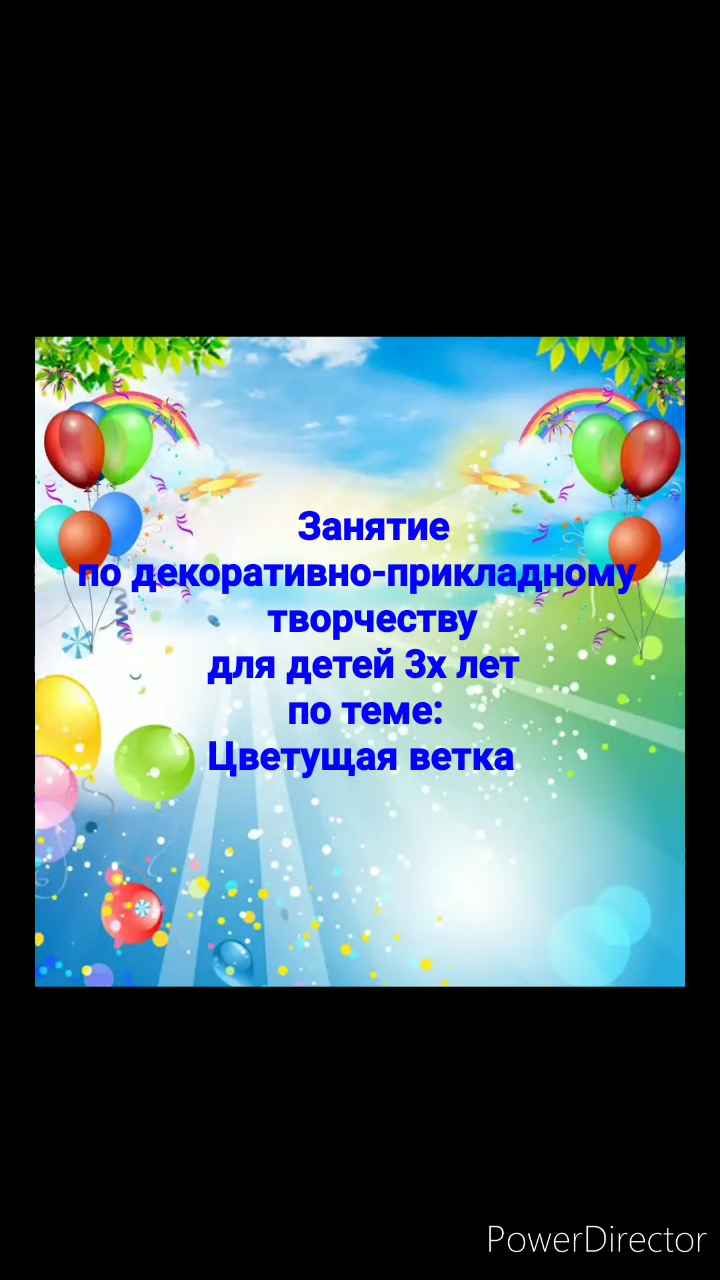 Занятие
по декоративно-прикладному
творчеству
для детей 3х лет
по теме:
Цветущая ветка
PowerDirector